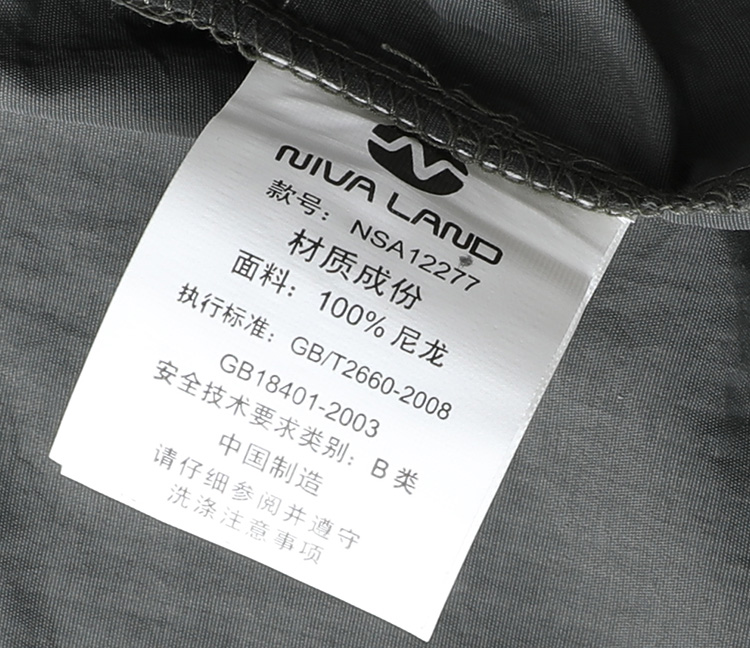 NIVA LAND
款号: NSA12277
材质成份
面料: 100% 尼龙
执行标准: GB/T2660-2008
GB18401-2003
安全技术要求类别: B 类
中国制造
请仔细参阅并遵守
洗涤注意事项